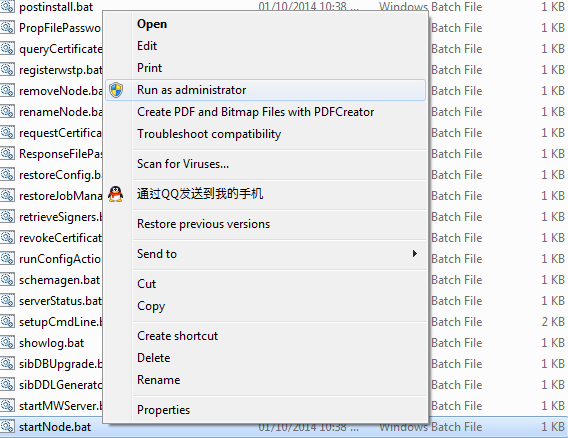 postinstall.bat 01/10/2014 10:38 ... Windows Batch File 1 KB
PropFilePasswo Batch File 1 KB
queryCertificate Batch File 1 KB
registerwstp.bat Batch File 1 KB
removeNode.ba Batch File 1 KB
renameNode.ba Batch File 1 KB
requestCertifica Batch File 1 KB
ResponseFilePas Batch File 1 KB
restoreConfig.ba Batch File 1 KB
restoreJobMana Batch File 1 KB
retrieveSigners.b Batch File 1 KB
revokeCertificat Batch File 1 KB
runConfigActio Batch File 1 KB
schemagen.bat Batch File 1 KB
serverStatus.bat Batch File 1 KB
setupCmdLine.b Batch File 2 KB
showlog.bat Batch File 1 KB
sibDBUpgrade.b Batch File 1 KB
sibDDLGenerato Batch File 1 KB
startMWServer.b Batch File 1 KB
startNode.bat 01/10/2014 10:38 ... Windows Batch File 1 KB
Open
Edit
Print
Run as administrator
Create PDF and Bitmap Files with PDFCreator
Troubleshoot compatibility
Scan for Viruses...
通过QQ发送到我的手机
Restore previous versions
Send to
Cut
Copy
Create shortcut
Delete
Rename
Properties